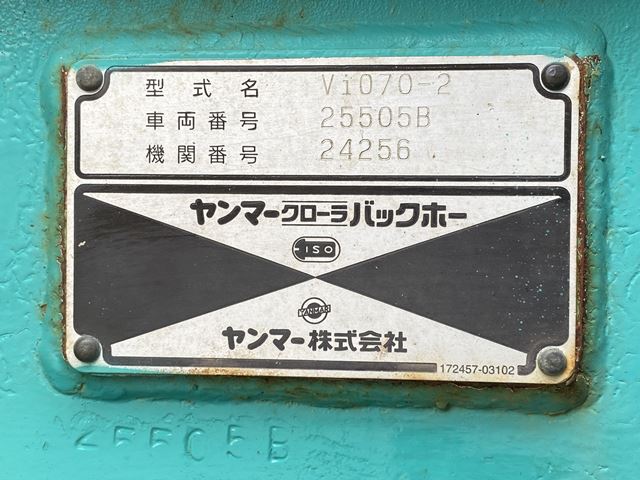 型式名 Vi070-2
車両番号 25505B
機関番号 24256
ヤンマークローラバックホー
ISO
YANMAR
ヤンマー株式会社
172457-03102
25505B